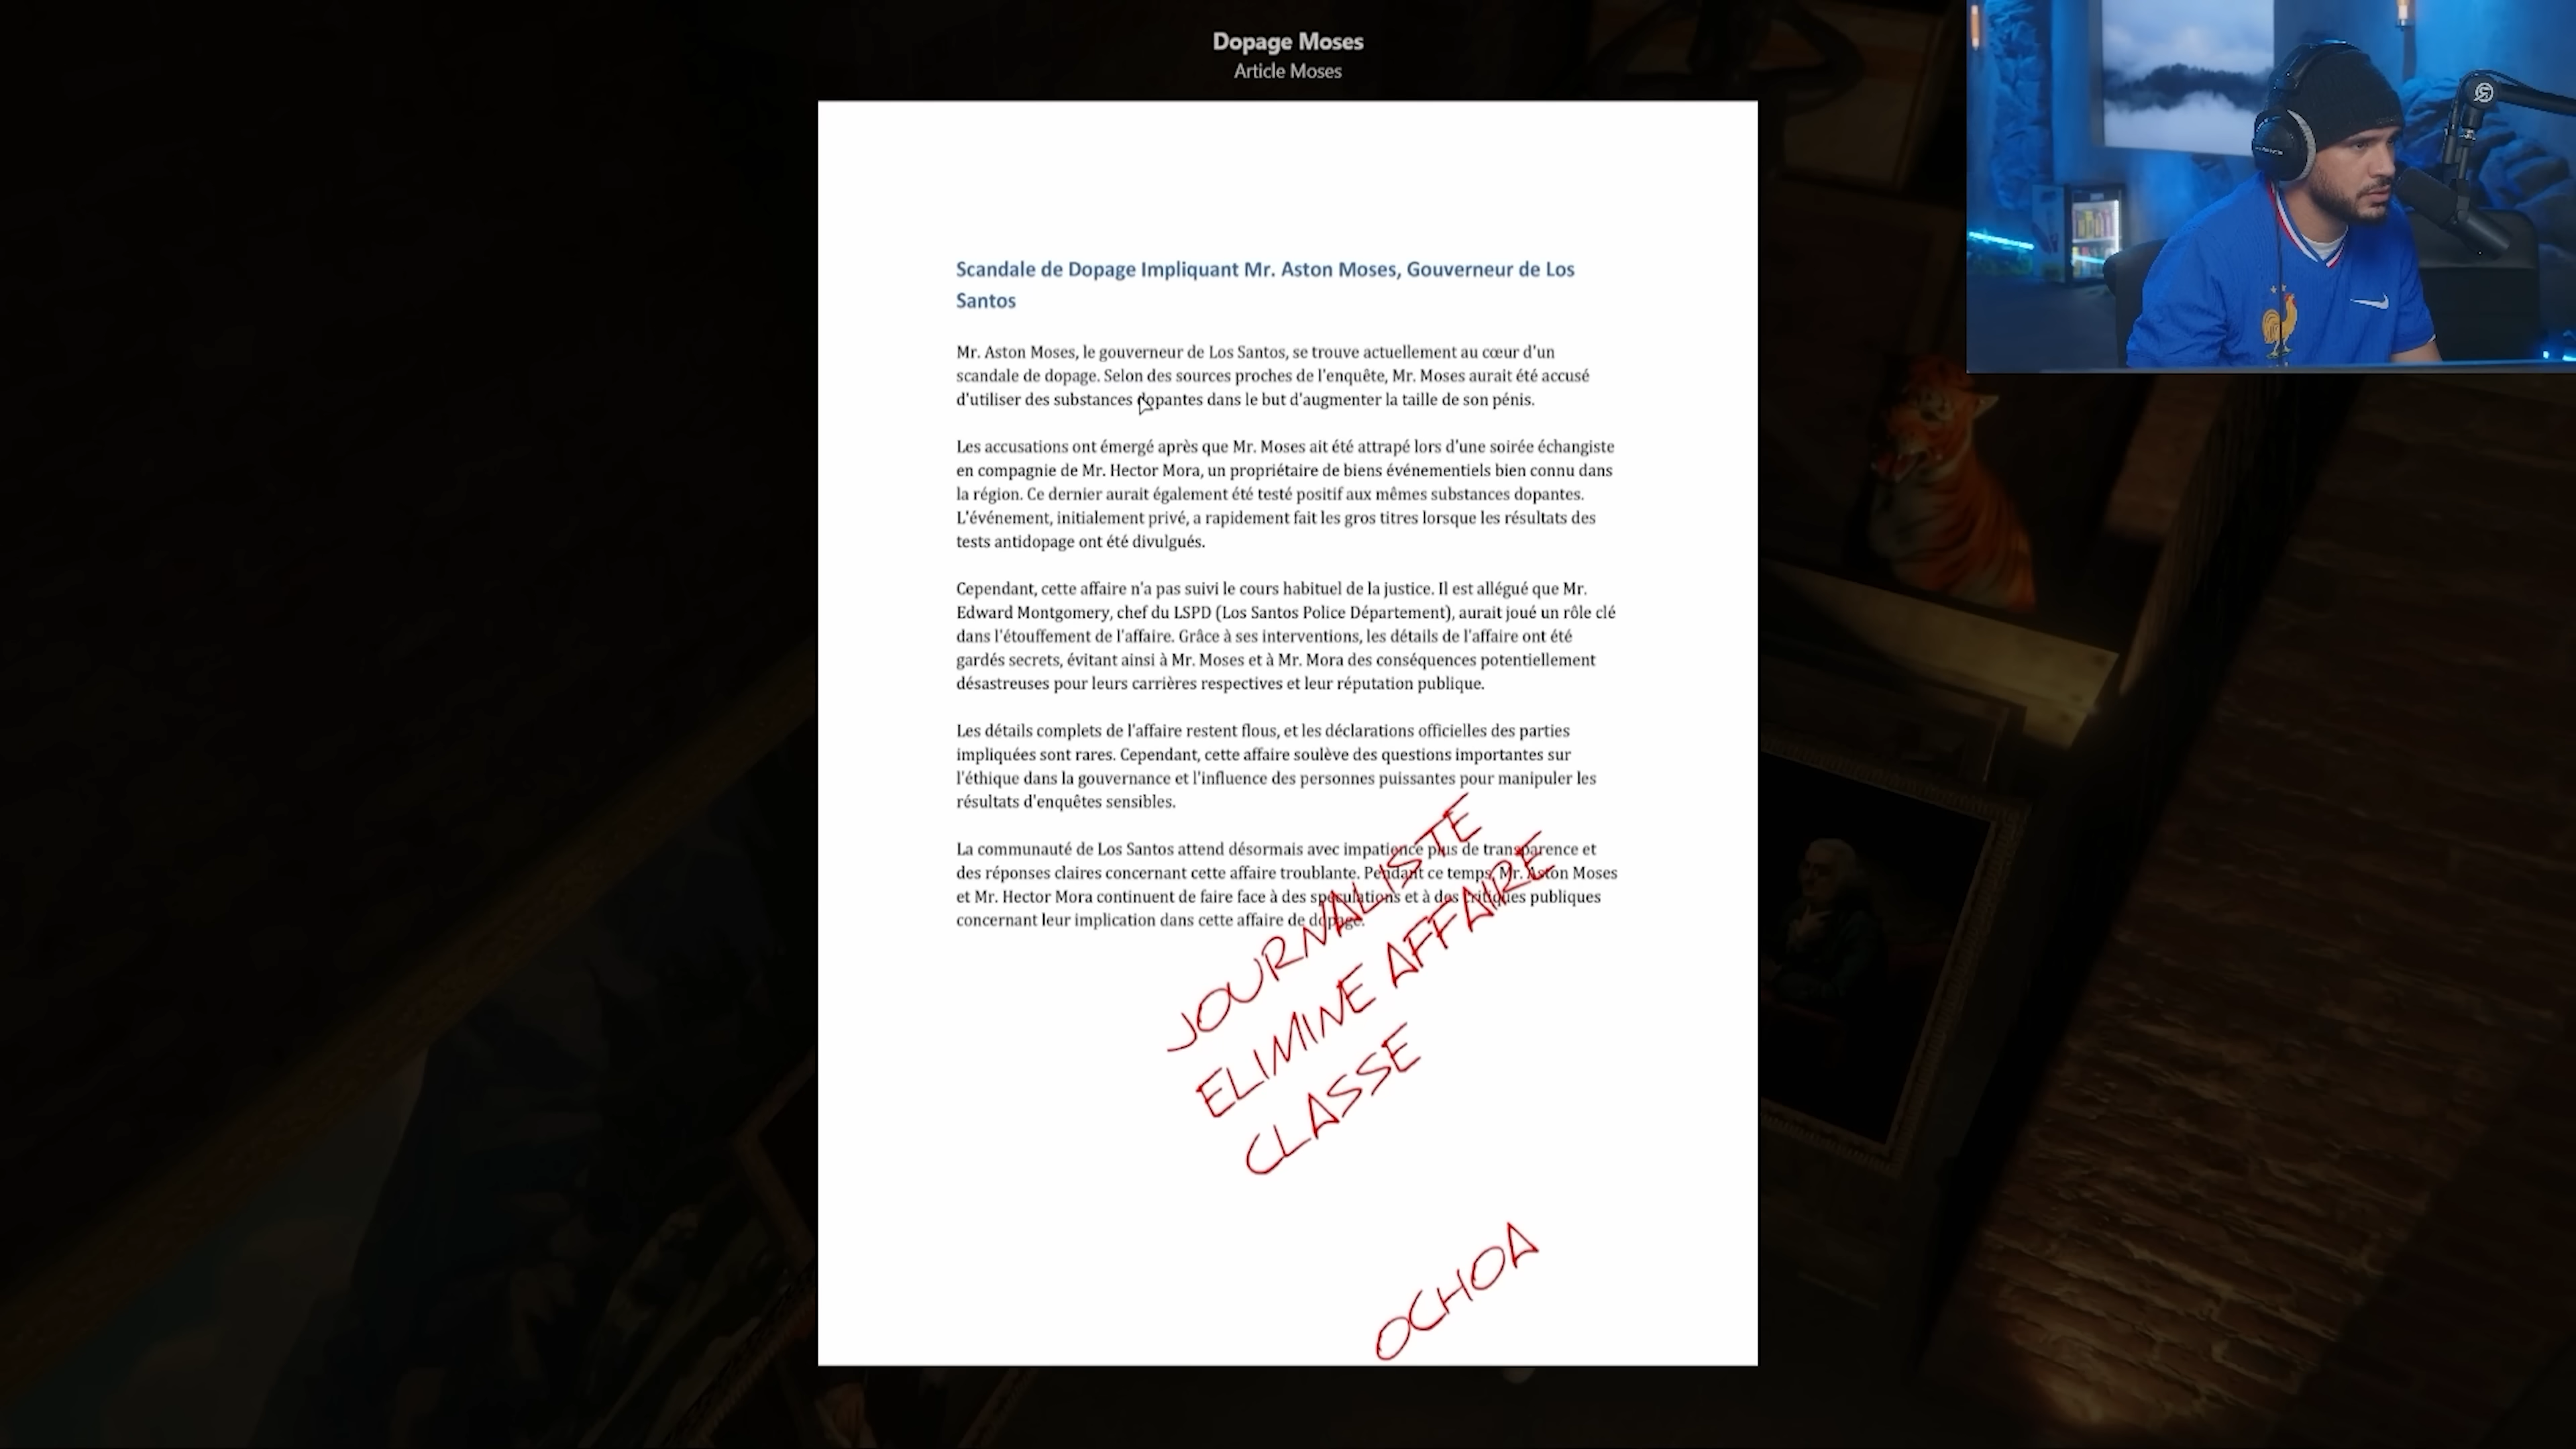 Dopage Moses
Article Moses
Scandale de Dopage Impliquant Mr. Aston Moses, Gouverneur de Los
Santos
Mr. Aston Moses, le gouverneur de Los Santos, se trouve actuellement au cœur d'un
scandale de dopage. Selon des sources proches de l'enquête, Mr. Moses aurait été accusé
d'utiliser des substances dopantes dans le but d'augmenter la taille de son pénis.
Les accusations ont émergé après que Mr. Moses ait été attrapé lors d'une soirée échangiste
en compagnie de Mr. Hector Mora, un propriétaire de biens événementiels bien connu dans
la région. Ce dernier aurait également été testé positif aux mêmes substances dopantes.
L'événement, initialement privé, a rapidement fait les gros titres lorsque les résultats des
tests antidopage ont été divulgués.
Cependant, cette affaire n'a pas suivi le cours habituel de la justice. Il est allégué que Mr.
Edward Montgomery, chef du LSPD (Los Santos Police Département), aurait joué un rôle clé
dans l'étouffement de l'affaire. Grâce à ses interventions, les détails de l'affaire ont été
gardés secrets, évitant ainsi à Mr. Moses et à Mr. Mora des conséquences potentiellement
désastreuses pour leurs carrières respectives et leur réputation publique.
Les détails complets de l'affaire restent flous, et les déclarations officielles des parties
impliquées sont rares. Cependant, cette affaire soulève des questions importantes sur
l'éthique dans la gouvernance et l'influence des personnes puissantes pour manipuler les
résultats d'enquêtes sensibles.
La communauté de Los Santos attend désormais avec impatience plus de transparence et
des réponses claires concernant cette affaire troublante. Pendant ce temps, Mr. Aston Moses
et Mr. Hector Mora continuent de faire face à des spéculations et à des critiques publiques
concernant leur implication dans cette affaire de dopage.
JOURNALISTE
ELIMINE AFFAIRE
CLASSE
OCHOA